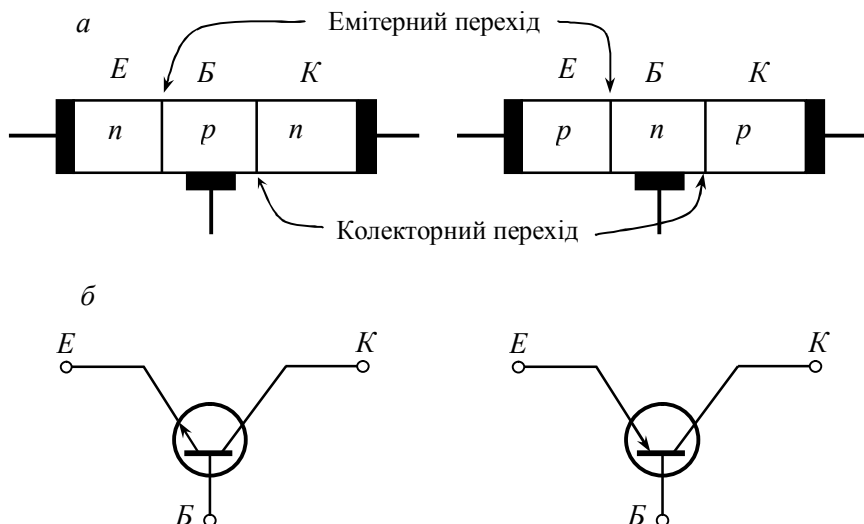 а
Емітерний перехід
Е Б К
Е Б К
n p n
p n p
Колекторний перехід
б
Е К
Е К
Б
Б